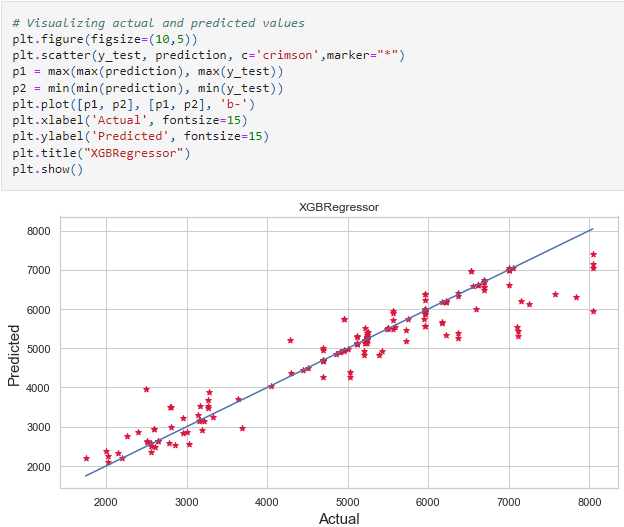 # Visualizing actual and predicted values
plt.figure(figsize=(10,5))
plt.scatter(y_test, prediction, c='crimson',marker="*")
p1 = max(max(prediction), max(y_test))
p2 = min(min(prediction), min(y_test))
plt.plot([p1, p2], [p1, p2], 'b-')
plt.xlabel('Actual', fontsize=15)
plt.ylabel('Predicted', fontsize=15)
plt.title("XGBRegressor")
plt.show()
XGBRegressor
8000
7000
6000
5000
4000
3000
2000
Predicted
2000 3000 4000 5000 6000 7000 8000
Actual